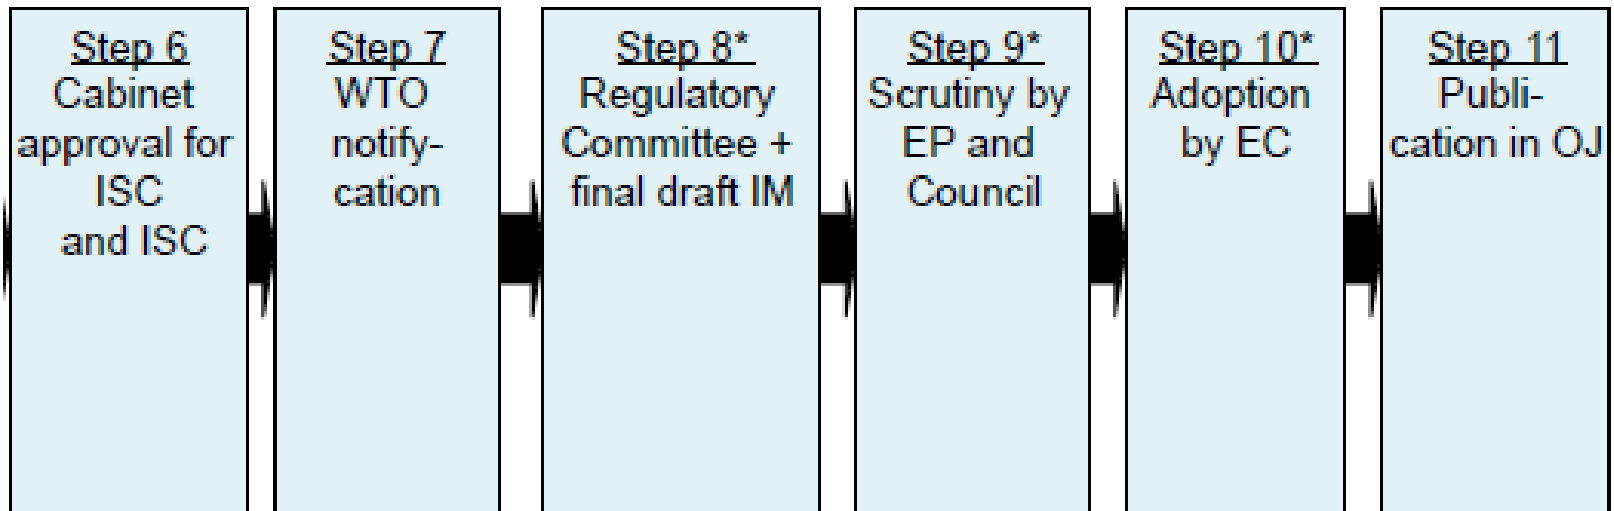 Step 6
Cabinet
approval for
ISC
and ISC
Step 7
WTO
notify-
cation
Step 8*
Regulatory
Committee +
final draft IM
Step 9*
Scrutiny by
EP and
Council
Step 10*
Adoption
by EC
Step 11
Publi-
cation in OJ